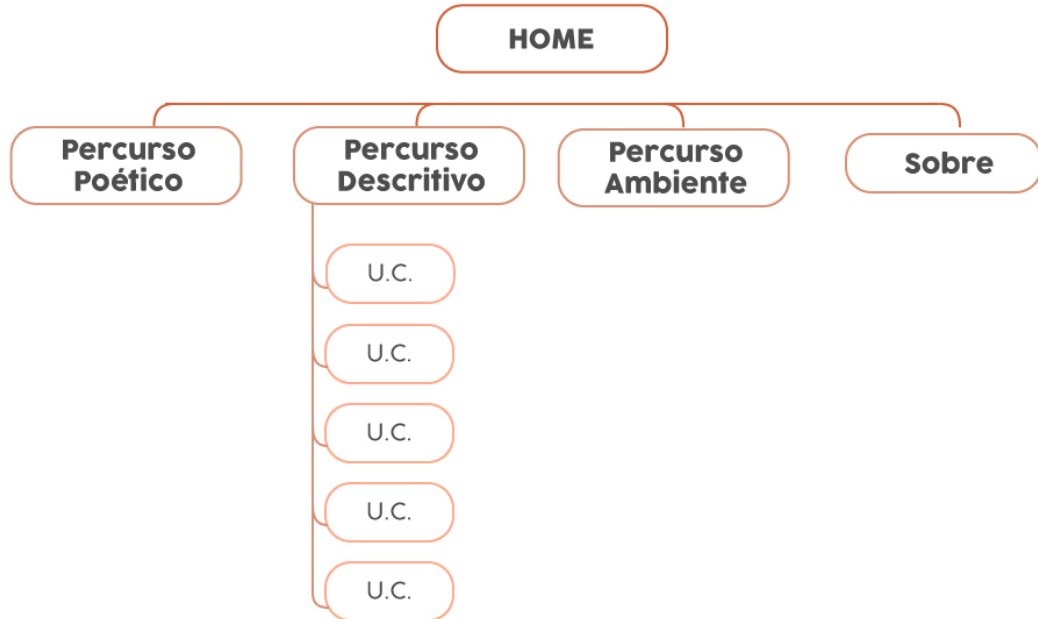 HOME
Percurso
Poético
Percurso
Descritivo
Percurso
Ambiente
Sobre
U.C.
U.C.
U.C.
U.C.
U.C.